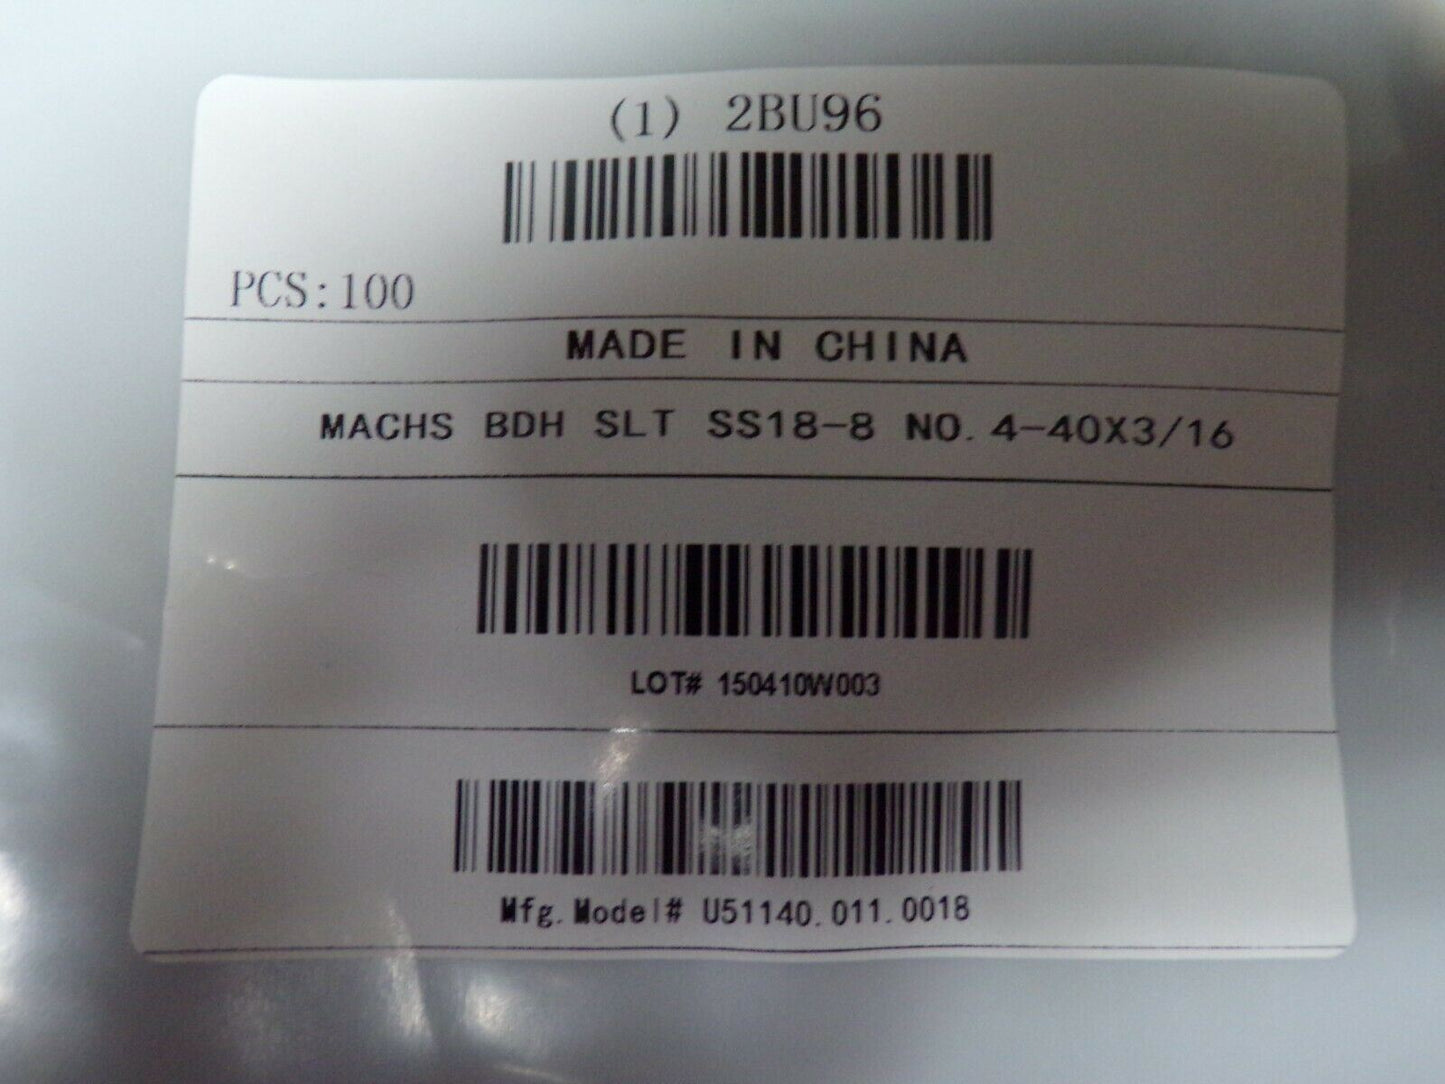 (1) 2BU96
PCS:100
MADE IN CHINA
MACHS BDH SLT SS18-8 NO.4-40X3/16
LOT# 150410W003
Mfg.Model# U51140.011.0018